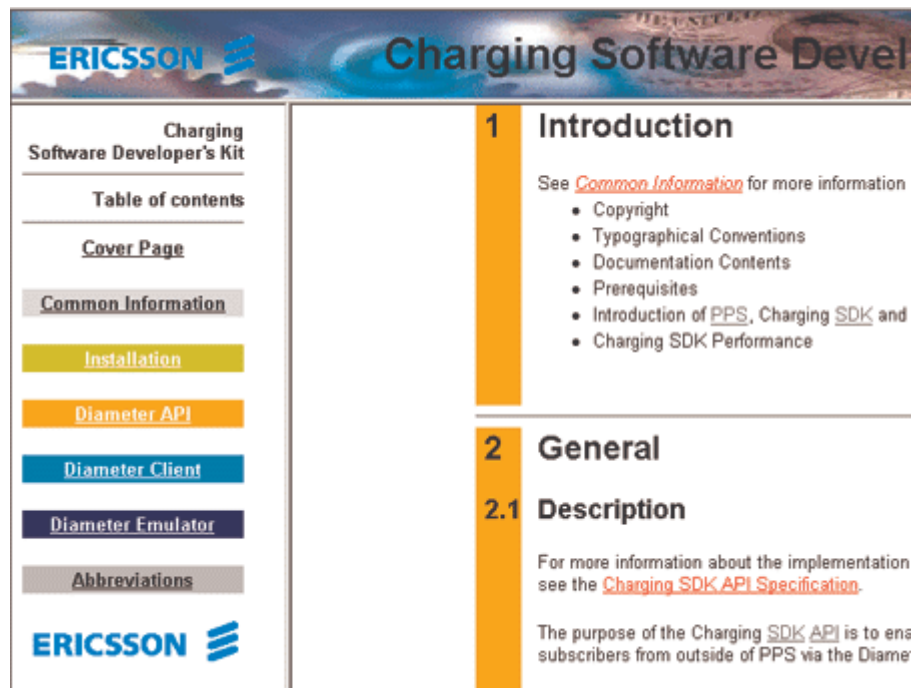 ERICSSON
Charging Software Devel
Charging
Software Developer's Kit
Table of contents
Cover Page
Common Information
Installation
Diameter API
Diameter Client
Diameter Emulator
Abbreviations
ERICSSON
1 Introduction
See Common Information for more information
• Copyright
• Typographical Conventions
• Documentation Contents
• Prerequisites
• Introduction of PPS, Charging SDK and
• Charging SDK Performance
2 General
2.1 Description
For more information about the implementation
see the Charging SDK API Specification.
The purpose of the Charging SDK API is to ena
subscribers from outside of PPS via the Diame